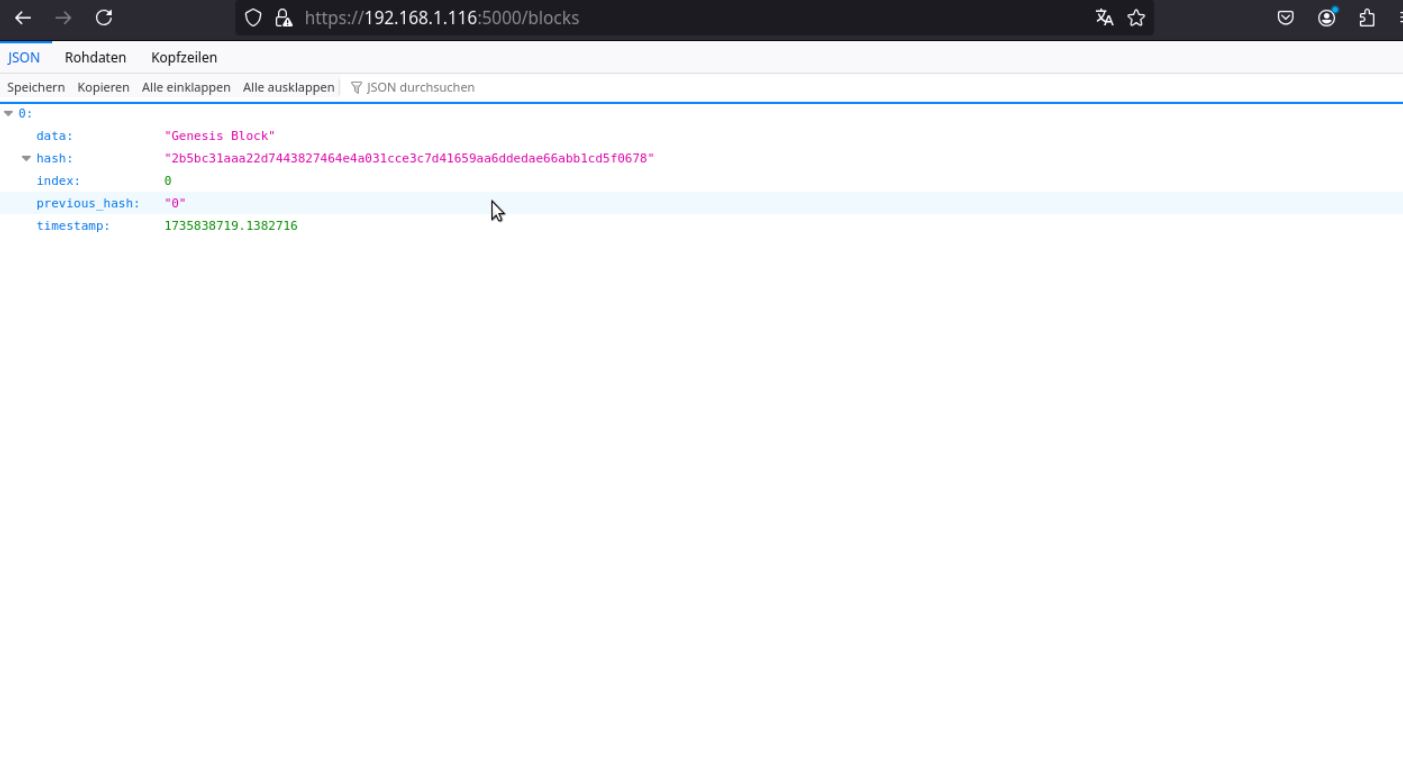 https://192.168.1.116:5000/blocks
JSON Rohdaten Kopfzeilen
Speichern Kopieren Alle einklappen Alle ausklappen JSON durchsuchen
0:
data: "Genesis Block"
hash: "2b5bc31aaa22d7443827464e4a031cce3c7d41659aa6ddedae66abb1cd5f0678"
index: 0
previous_hash: "0"
timestamp: 1735838719.1382716